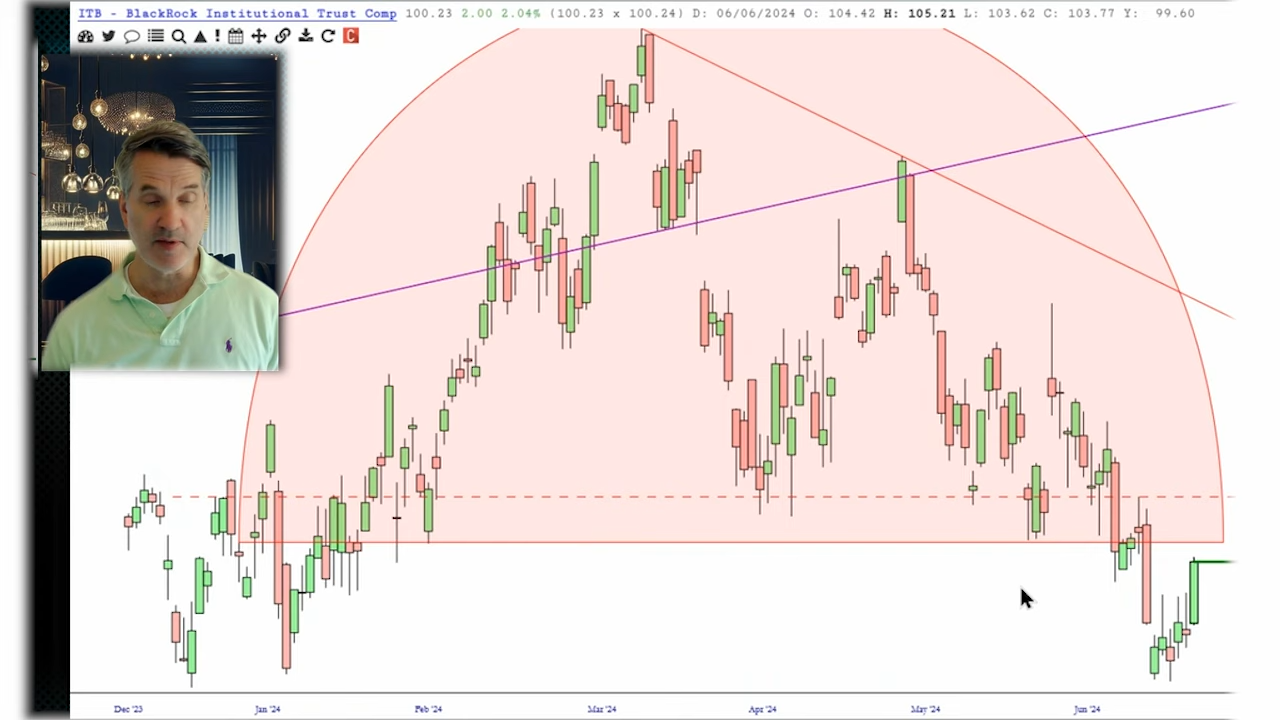 ITB - BlackRock Institutional Trust Comp 100.23 2.00 2.04% (100.23 x 100.24) D: 06/06/2024 O: 104.42 H: 105.21 L: 103.62 C: 103.77 Y: 99.60
C
Dec '23 Jan '24 Feb '24 Mar '24 Apr '24 May '24 Jun '24